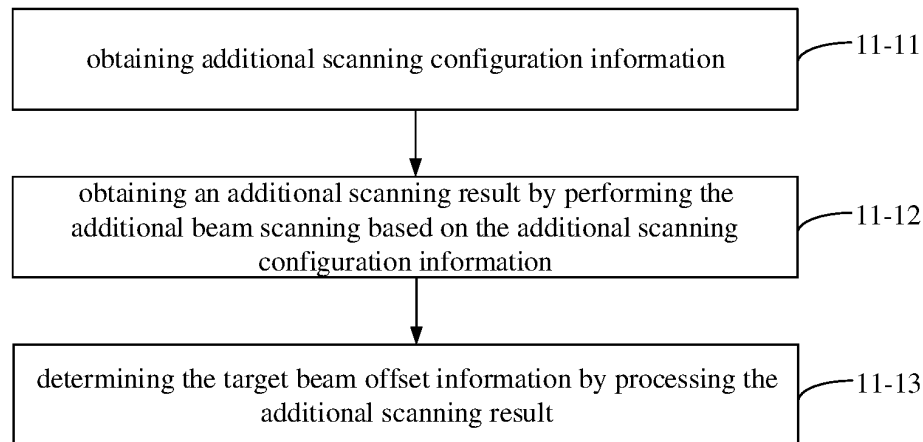 obtaining additional scanning configuration information
11-11
obtaining an additional scanning result by performing the
additional beam scanning based on the additional scanning
configuration information
11-12
determining the target beam offset information by processing the
additional scanning result
11-13